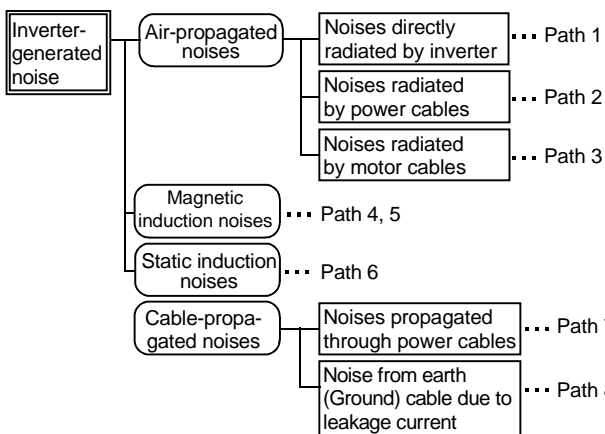 Inverter-
generated
noise
Air-propagated
noises
Noises directly
radiated by inverter
••• Path 1
Noises radiated
by power cables
••• Path 2
Noises radiated
by motor cables
••• Path 3
Magnetic
induction noises
••• Path 4, 5
Static induction
noises
••• Path 6
Cable-propa-
gated noises
Noises propagated
through power cables
••• Path
Noise from earth
(Ground) cable due to
leakage current
••• Path